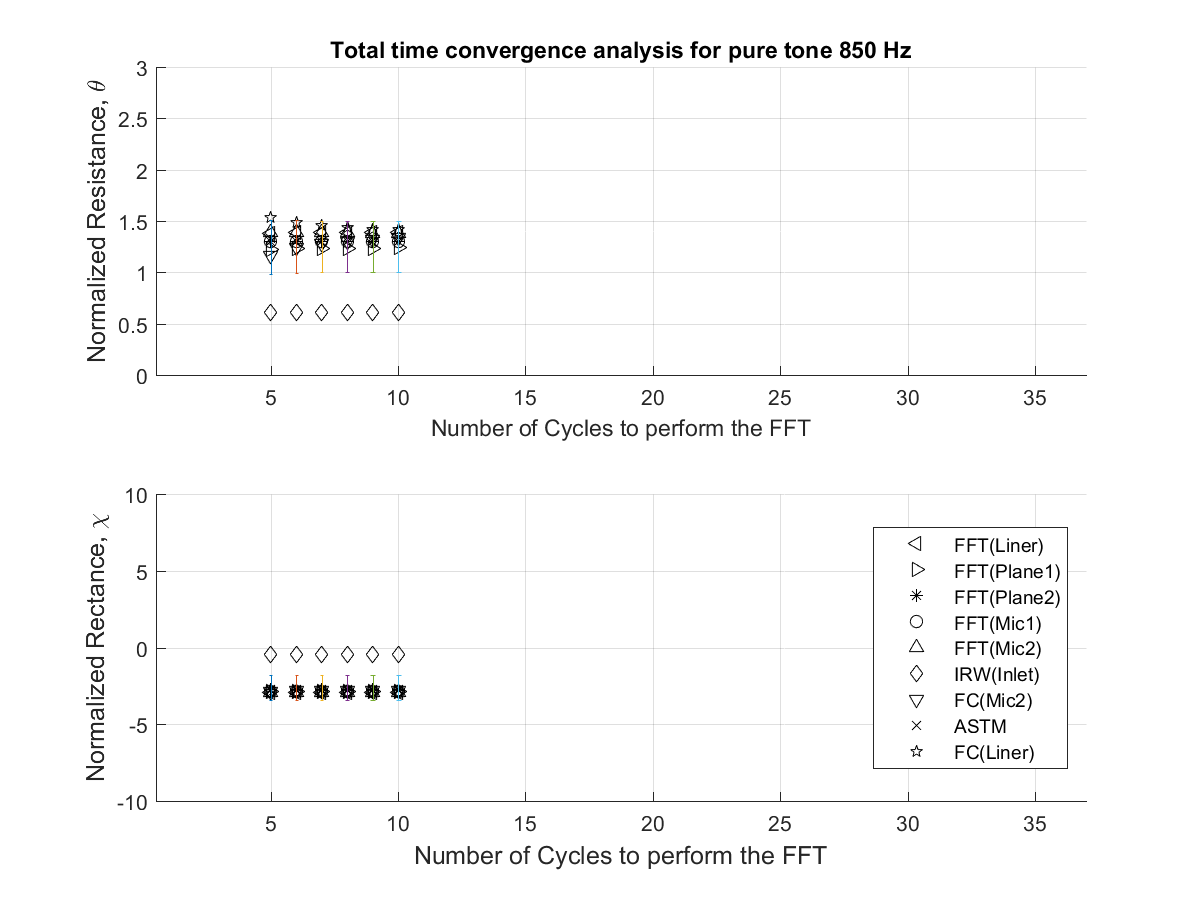 Total time convergence analysis for pure tone 850 Hz
Normalized Resistance, θ
3
2.5
2
1.5
1
0.5
0
5 10 15 20 25 30 35
Number of Cycles to perform the FFT
Normalized Rectance, χ
10
5
0
-5
-10
5 10 15 20 25 30 35
Number of Cycles to perform the FFT
FFT(Liner)
FFT(Plane1)
FFT(Plane2)
FFT(Mic1)
FFT(Mic2)
IRW(Inlet)
FC(Mic2)
ASTM
FC(Liner)